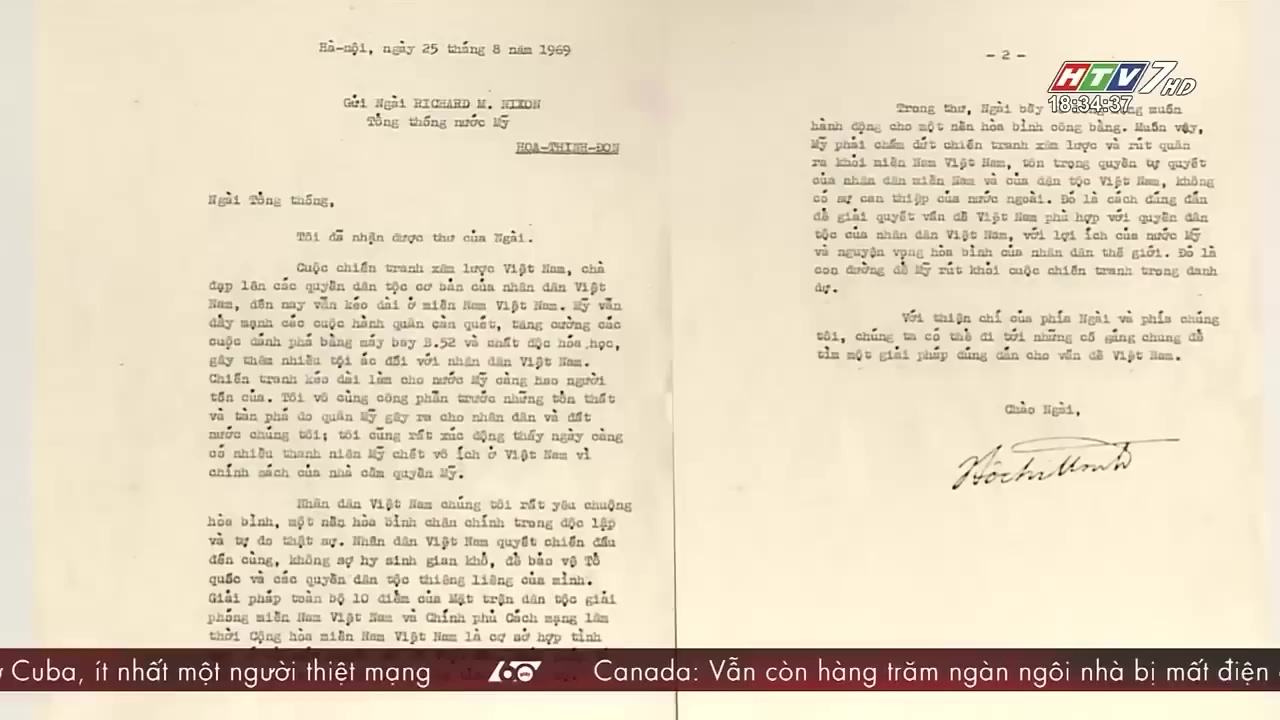 Hà-nội, ngày 25 tháng 8 năm 1969
Gửi Ngài RICHARD M. NIXON
Tổng thống nước Mỹ
HOA-THỊNH-ĐỐN
Ngài Tổng thống,
Tôi đã nhận được thư của Ngài.
Cuộc chiến tranh xâm lược Việt Nam, chà
đạp lên các quyền dân tộc cơ bản của nhân dân Việt
Nam, đến nay vẫn kéo dài ở miền Nam Việt Nam. Mỹ vẫn
đẩy mạnh các cuộc hành quân càn quét, tăng cường các
cuộc đánh phá bằng máy bay B.52 và chất độc hóa học,
gây thêm nhiều tội ác đối với nhân dân Việt Nam.
Chiến tranh kéo dài làm cho nước Mỹ càng hao người
tốn của. Tôi vô cùng công phẫn trước những tổn thất
và tàn phá do quân Mỹ gây ra cho nhân dân và đất
nước chúng tôi; tôi cũng rất xúc động thấy ngày càng
có nhiều thanh niên Mỹ chết vô ích ở Việt Nam vì
chính sách của nhà cầm quyền Mỹ.
Nhân dân Việt Nam chúng tôi rất yêu chuộng
hòa bình, một nền hòa bình chân chính trong độc lập
và tự do thật sự. Nhân dân Việt Nam quyết chiến đấu
đến cùng, không sợ hy sinh gian khổ, để bảo vệ Tổ
quốc và các quyền dân tộc thiêng liêng của mình.
Giải pháp toàn bộ 10 điểm của Mặt trận dân tộc giải
phóng miền Nam Việt Nam và Chính phủ Cách mạng lâm
thời Cộng hòa miền Nam Việt Nam là cơ sở hợp tình
- 2 -
Trong thư, Ngài bày muốn
hành động cho một nền hòa bình công bằng. Muốn vậy,
Mỹ phải chấm dứt chiến tranh xâm lược và rút quân
ra khỏi miền Nam Việt Nam, tôn trọng quyền tự quyết
của nhân dân miền Nam và của dân tộc Việt Nam, không
có sự can thiệp của nước ngoài. Đó là cách đúng đắn
để giải quyết vấn đề Việt Nam phù hợp với quyền dân
tộc của nhân dân Việt Nam, với lợi ích của nước Mỹ
và nguyện vọng hòa bình của nhân dân thế giới. Đó là
con đường để Mỹ rút khỏi cuộc chiến tranh trong danh
dự.
Với thiện chí của phía Ngài và phía chúng
tôi, chúng ta có thể đi tới những cố gắng chung để
tìm một giải pháp đúng đắn cho vấn đề Việt Nam.
Chào Ngài,
Hồ Chí Minh
HTV7 HD
18:34:37
Cuba, ít nhất một người thiệt mạng
60 giây
Canada: Vẫn còn hàng trăm ngàn ngôi nhà bị mất điện